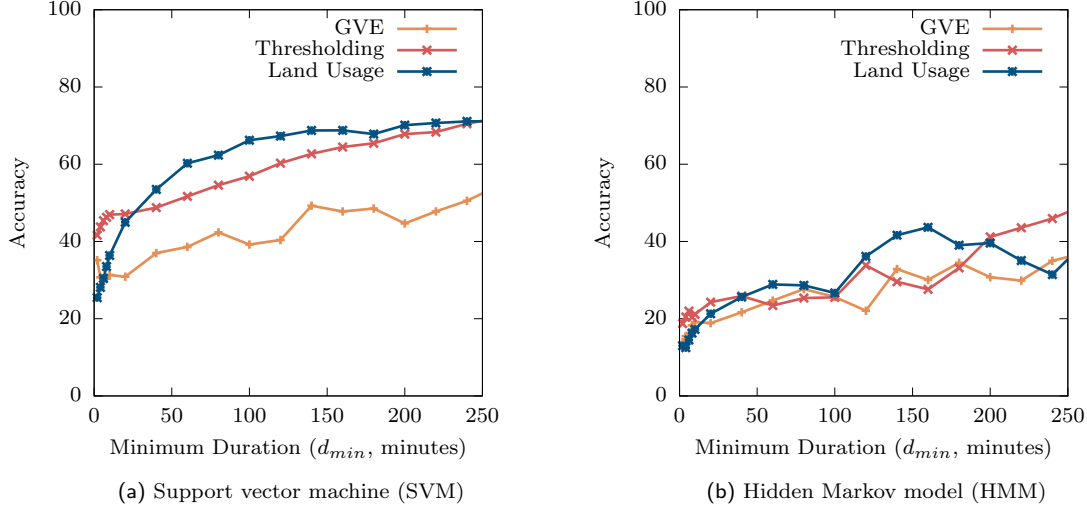 100
80
60
40
20
0
0 50 100 150 200 250
Accuracy
Minimum Duration (d_min, minutes)
GVE
Thresholding
Land Usage
(a) Support vector machine (SVM)
100
80
60
40
20
0
0 50 100 150 200 250
Accuracy
Minimum Duration (d_min, minutes)
GVE
Thresholding
Land Usage
(b) Hidden Markov model (HMM)